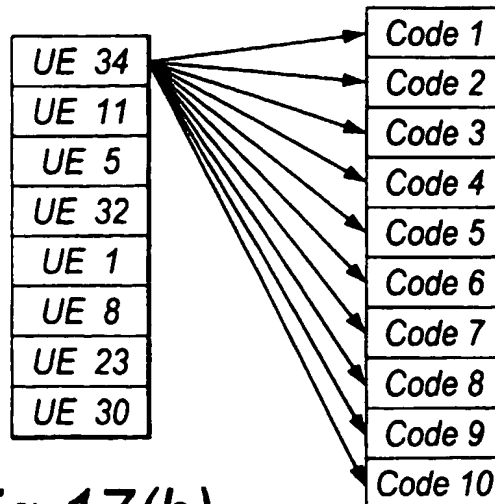 UE 34
UE 11
UE 5
UE 32
UE 1
UE 8
UE 23
UE 30
Code 1
Code 2
Code 3
Code 4
Code 5
Code 6
Code 7
Code 8
Code 9
Code 10
17(b)